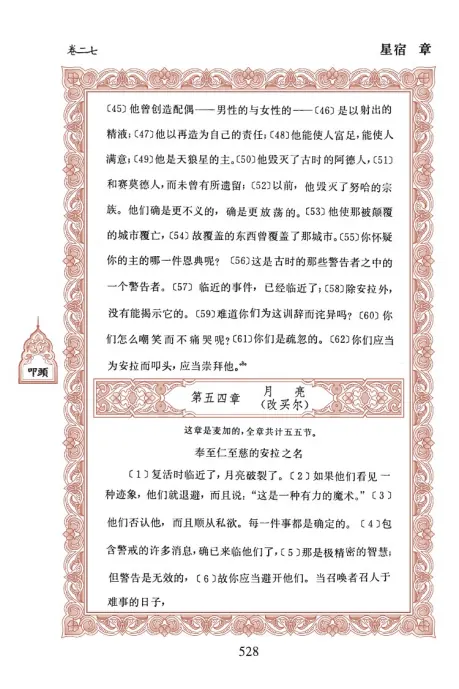 卷二七
星宿 章
〔45〕他曾创造配偶——男性的与女性的——〔46〕是以射出的
精液；〔47〕他以再造为自己的责任；〔48〕他能使人富足，能使人
满意；〔49〕他是天狼星的主。〔50〕他毁灭了古时的阿德人，〔51〕
和赛莫德人，而未曾有所遗留；〔52〕以前，他毁灭了努哈的宗
族。他们确是更不义的，确是更放荡的。〔53〕他使那被颠覆
的城市覆亡，〔54〕故覆盖的东西曾覆盖了那城市。〔55〕你怀疑
你的主的哪一件恩典呢？〔56〕这是古时的那些警告者之中的
一个警告者。〔57〕临近的事件，已经临近了；〔58〕除安拉外，
没有能揭示它的。〔59〕难道你们为这训辞而诧异吗？〔60〕你
们怎么嘲笑而不痛哭呢？〔61〕你们是疏忽的。〔62〕你们应当
为安拉而叩头，应当崇拜他。
叩頭
第五四章 月亮
（改买尔）
这章是麦加的，全章共计五五节。
奉至仁至慈的安拉之名
〔1〕复活时临近了，月亮破裂了。〔2〕如果他们看见一
种迹象，他们就退避，而且说：“这是一种有力的魔术。”〔3〕
他们否认他，而且顺从私欲。每一件事都是确定的。〔4〕包
含警戒的许多消息，确已来临他们了，〔5〕那是极精密的智慧；
但警告是无效的，〔6〕故你应当避开他们。当召唤者召人于
难事的日子，
528